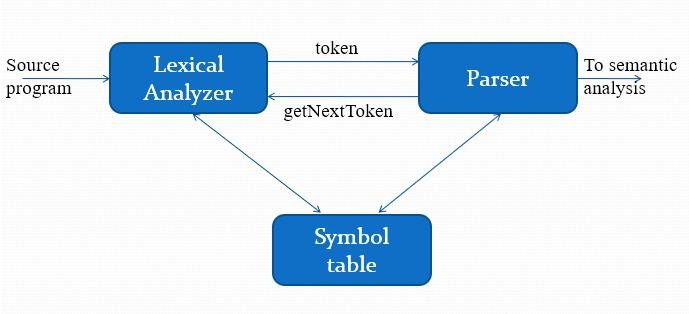 Source
program
Lexical
Analyzer
token
getNextToken
Parser
To semantic
analysis
Symbol
table